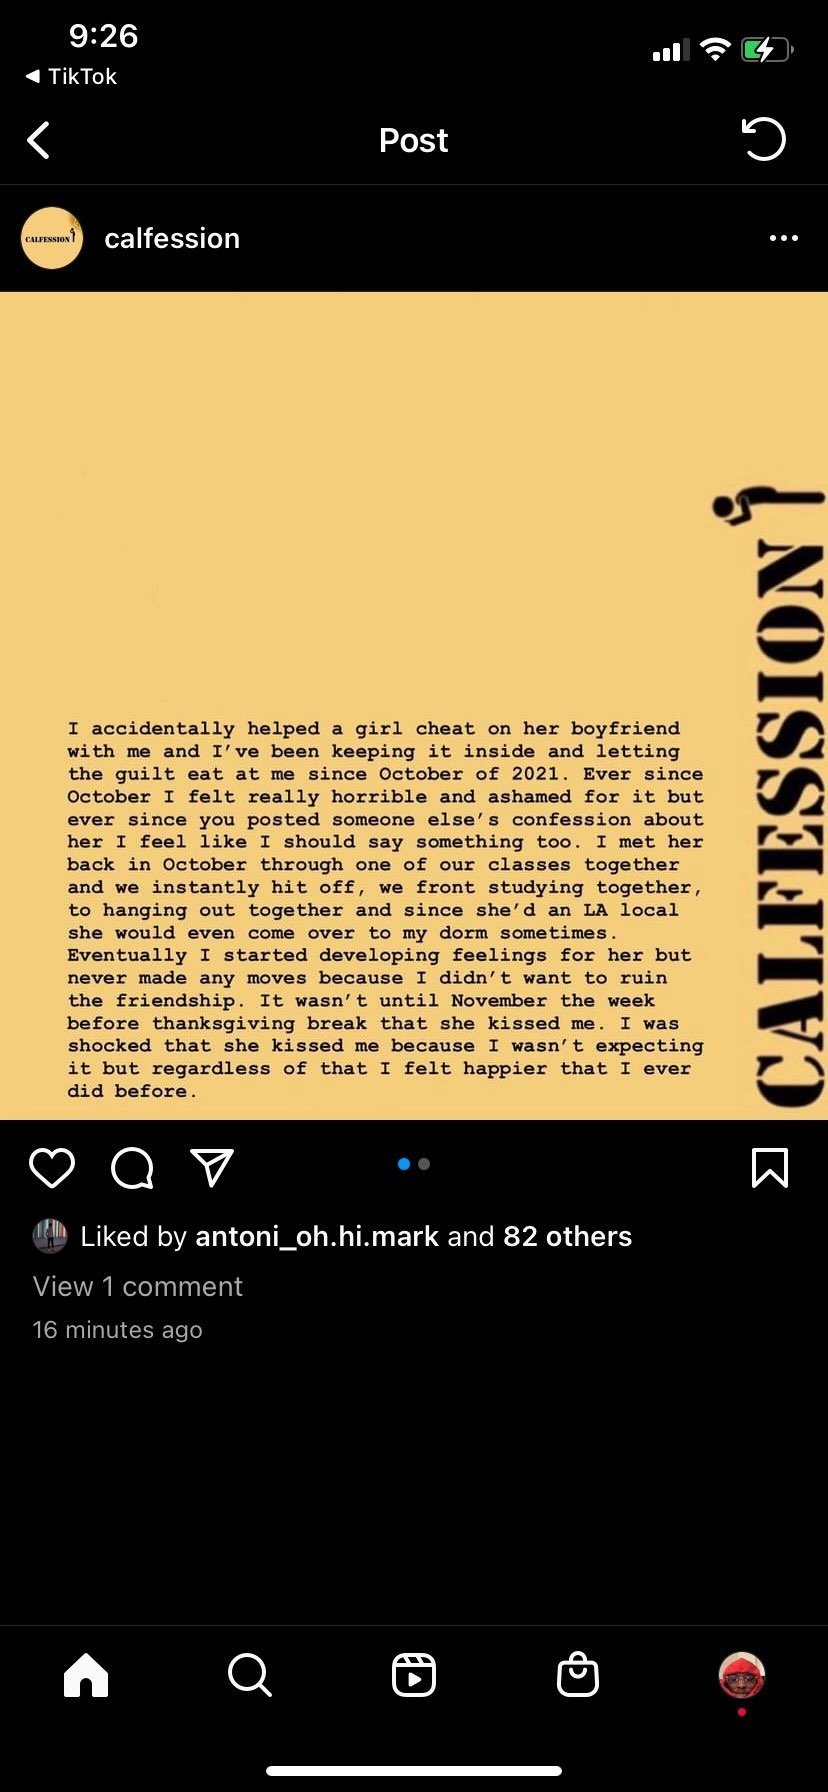 9:26
◀ TikTok
Post
CALFESSION
calfession
I accidentally helped a girl cheat on her boyfriend
with me and I've been keeping it inside and letting
the guilt eat at me since October of 2021. Ever since
October I felt really horrible and ashamed for it but
ever since you posted someone else's confession about
her I feel like I should say something too. I met her
back in October through one of our classes together
and we instantly hit off, we front studying together,
to hanging out together and since she'd an LA local
she would even come over to my dorm sometimes.
Eventually I started developing feelings for her but
never made any moves because I didn't want to ruin
the friendship. It wasn't until November the week
before thanksgiving break that she kissed me. I was
shocked that she kissed me because I wasn't expecting
it but regardless of that I felt happier that I ever
did before.
CALFESSION
Liked by antoni_oh.hi.mark and 82 others
View 1 comment
16 minutes ago